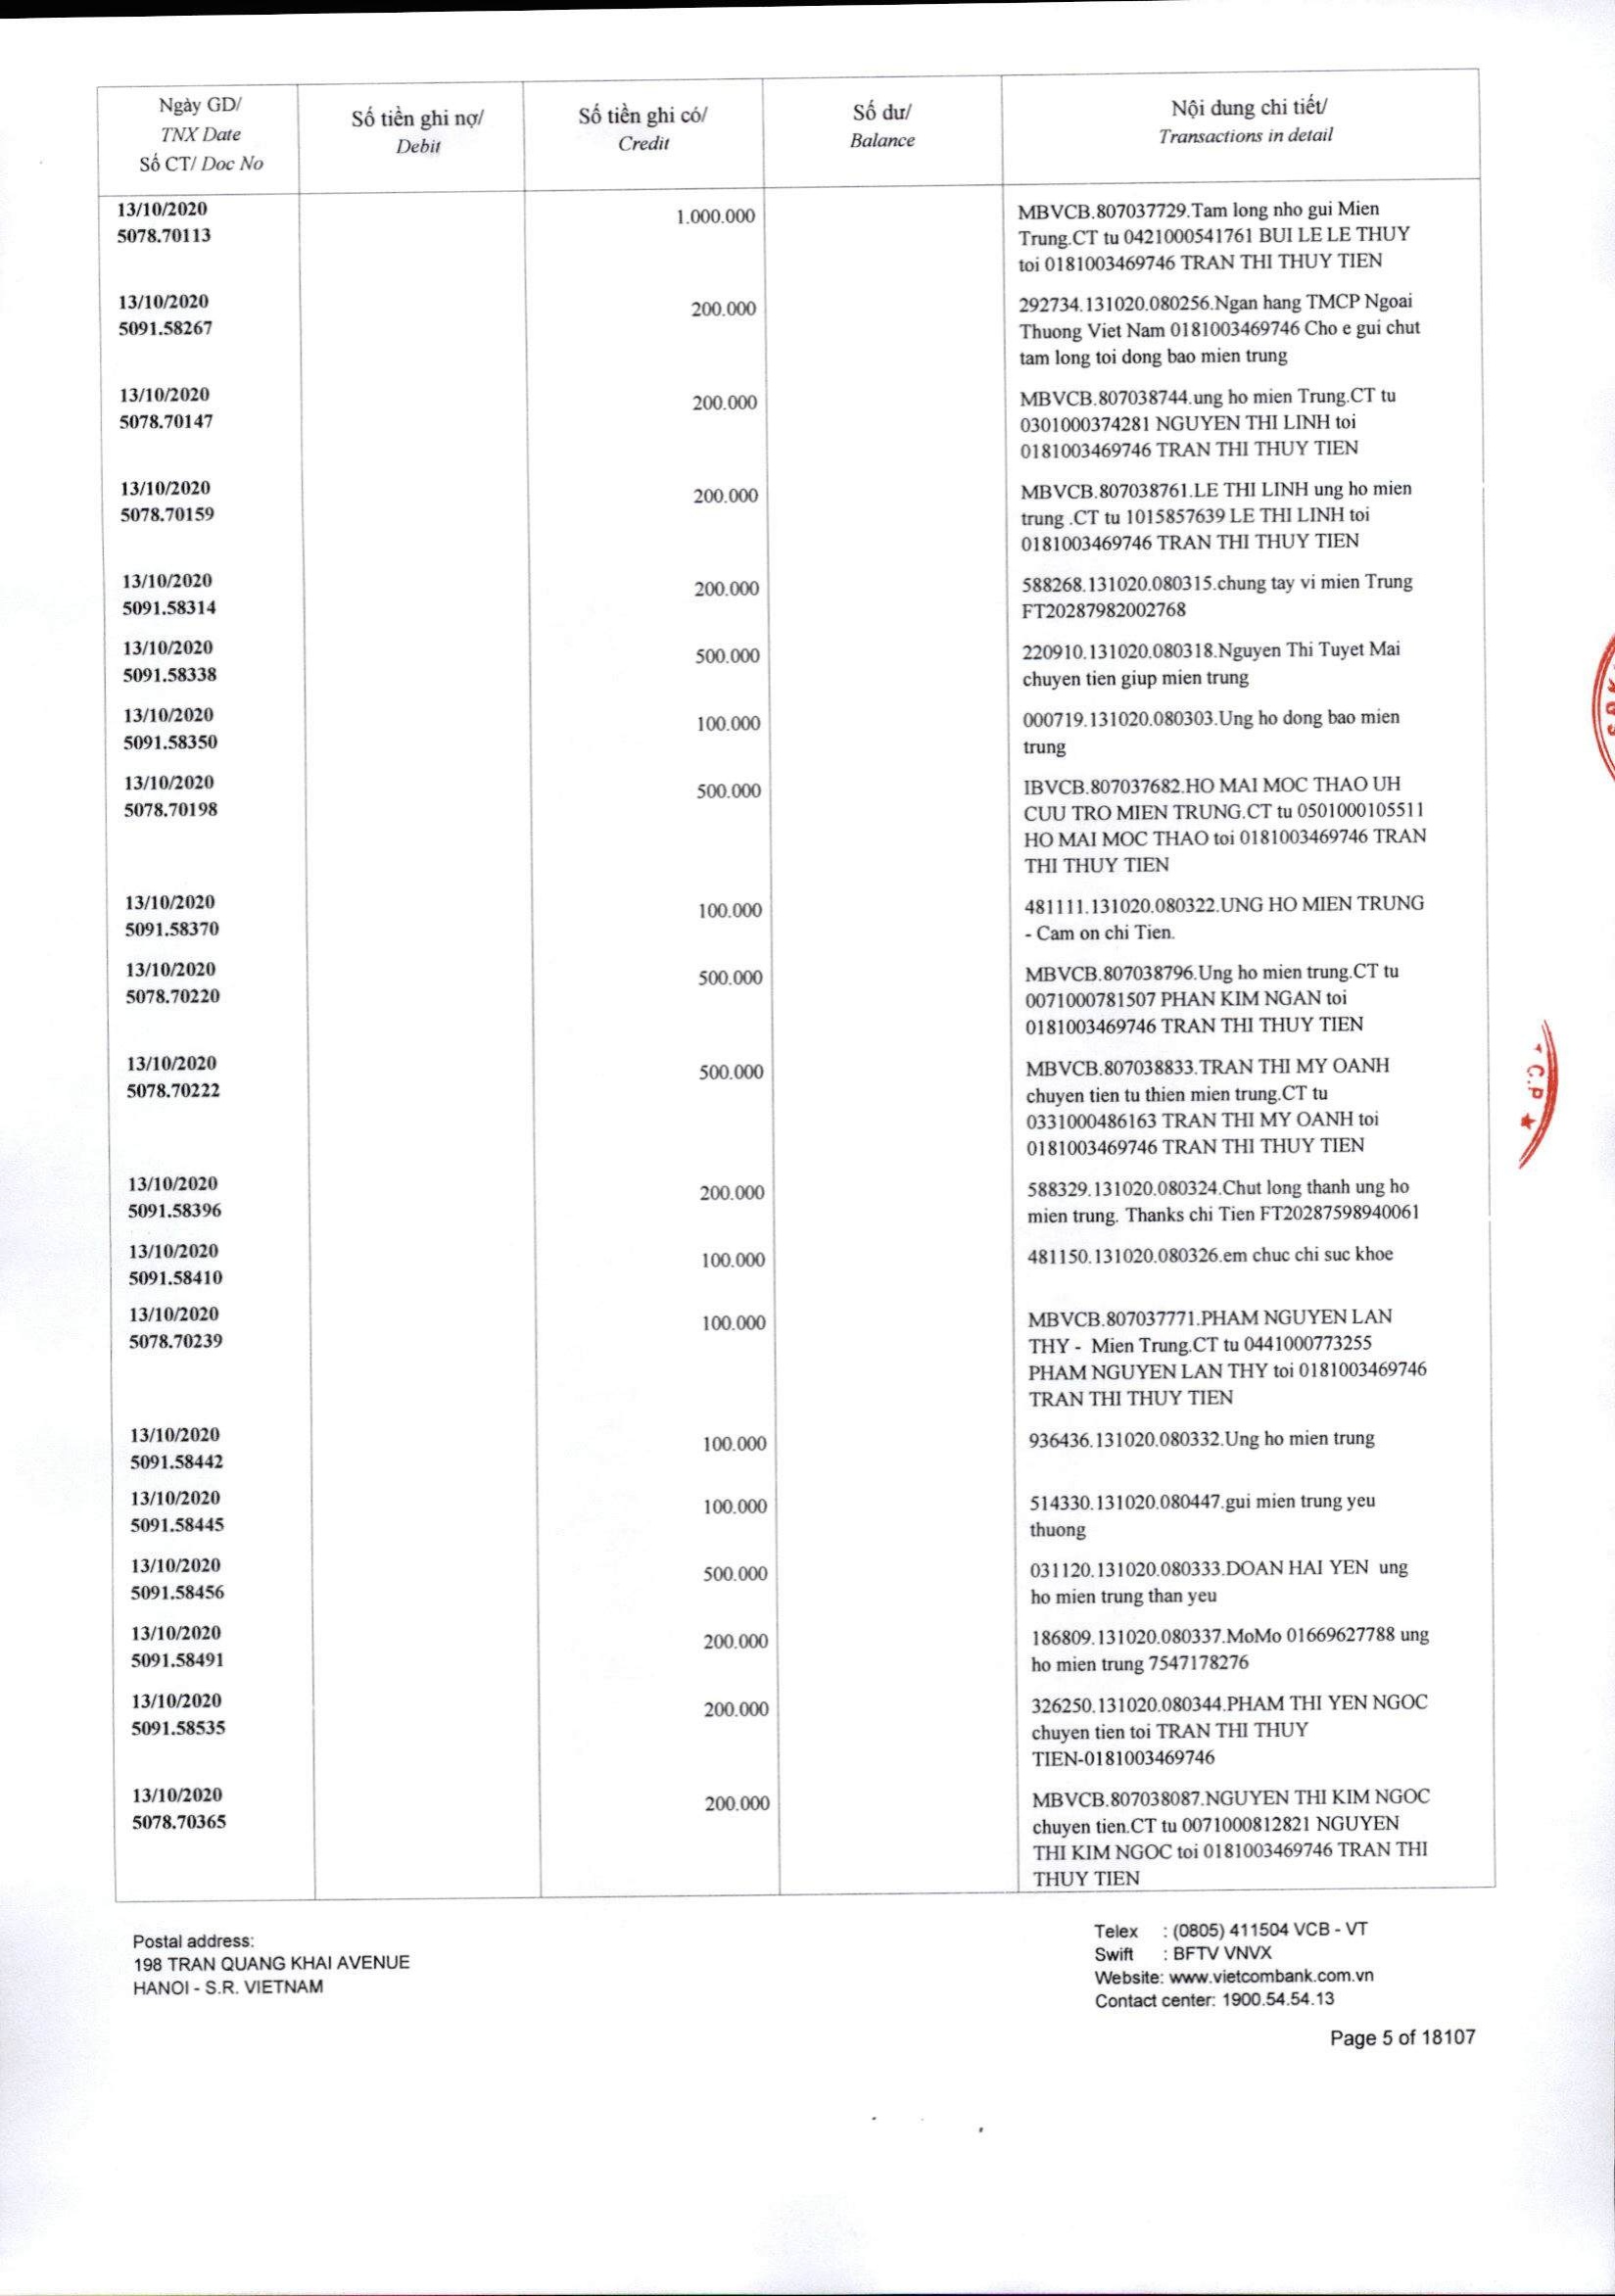 Ngày GD/
TNX Date
Số CT/ Doc No
Số tiền ghi nợ/
Debit
Số tiền ghi có/
Credit
Số dư/
Balance
Nội dung chi tiết/
Transactions in detail
13/10/2020
5078.70113
1.000.000
MBVCB.807037729.Tam long nho gui Mien
Trung.CT tu 0421000541761 BUI LE LE THUY
toi 0181003469746 TRAN THI THUY TIEN
13/10/2020
5091.58267
200.000
292734.131020.080256.Ngan hang TMCP Ngoai
Thuong Viet Nam 0181003469746 Cho e gui chut
tam long toi dong bao mien trung
13/10/2020
5078.70147
200.000
MBVCB.807038744.ung ho mien Trung.CT tu
0301000374281 NGUYEN THI LINH toi
0181003469746 TRAN THI THUY TIEN
13/10/2020
5078.70159
200.000
MBVCB.807038761.LE THI LINH ung ho mien
trung .CT tu 1015857639 LE THI LINH toi
0181003469746 TRAN THI THUY TIEN
13/10/2020
5091.58314
200.000
588268.131020.080315.chung tay vi mien Trung
FT20287982002768
13/10/2020
5091.58338
500.000
220910.131020.080318.Nguyen Thi Tuyet Mai
chuyen tien giup mien trung
13/10/2020
5091.58350
100.000
000719.131020.080303.Ung ho dong bao mien
trung
13/10/2020
5078.70198
500.000
IBVCB.807037682.HO MAI MOC THAO UH
CUU TRO MIEN TRUNG.CT tu 0501000105511
HO MAI MOC THAO toi 0181003469746 TRAN
THI THUY TIEN
13/10/2020
5091.58370
100.000
481111.131020.080322.UNG HO MIEN TRUNG
- Cam on chi Tien.
13/10/2020
5078.70220
500.000
MBVCB.807038796.Ung ho mien trung.CT tu
0071000781507 PHAN KIM NGAN toi
0181003469746 TRAN THI THUY TIEN
13/10/2020
5078.70222
500.000
MBVCB.807038833.TRAN THI MY OANH
chuyen tien tu thien mien trung.CT tu
0331000486163 TRAN THI MY OANH toi
0181003469746 TRAN THI THUY TIEN
13/10/2020
5091.58396
200.000
588329.131020.080324.Chut long thanh ung ho
mien trung. Thanks chi Tien FT20287598940061
13/10/2020
5091.58410
100.000
481150.131020.080326.em chuc chi suc khoe
13/10/2020
5078.70239
100.000
MBVCB.807037771.PHAM NGUYEN LAN
THY - Mien Trung.CT tu 0441000773255
PHAM NGUYEN LAN THY toi 0181003469746
TRAN THI THUY TIEN
13/10/2020
5091.58442
100.000
936436.131020.080332.Ung ho mien trung
13/10/2020
5091.58445
100.000
514330.131020.080447.gui mien trung yeu
thuong
13/10/2020
5091.58456
500.000
031120.131020.080333.DOAN HAI YEN ung
ho mien trung than yeu
13/10/2020
5091.58491
200.000
186809.131020.080337.MoMo 01669627788 ung
ho mien trung 7547178276
13/10/2020
5091.58535
200.000
326250.131020.080344.PHAM THI YEN NGOC
chuyen tien toi TRAN THI THUY
TIEN-0181003469746
13/10/2020
5078.70365
200.000
MBVCB.807038087.NGUYEN THI KIM NGOC
chuyen tien.CT tu 0071000812821 NGUYEN
THI KIM NGOC toi 0181003469746 TRAN THI
THUY TIEN
C.P
Postal address:
198 TRAN QUANG KHAI AVENUE
HANOI - S.R. VIETNAM
Telex : (0805) 411504 VCB - VT
Swift : BFTV VNVX
Website: www.vietcombank.com.vn
Contact center: 1900.54.54.13
Page 5 of 18107